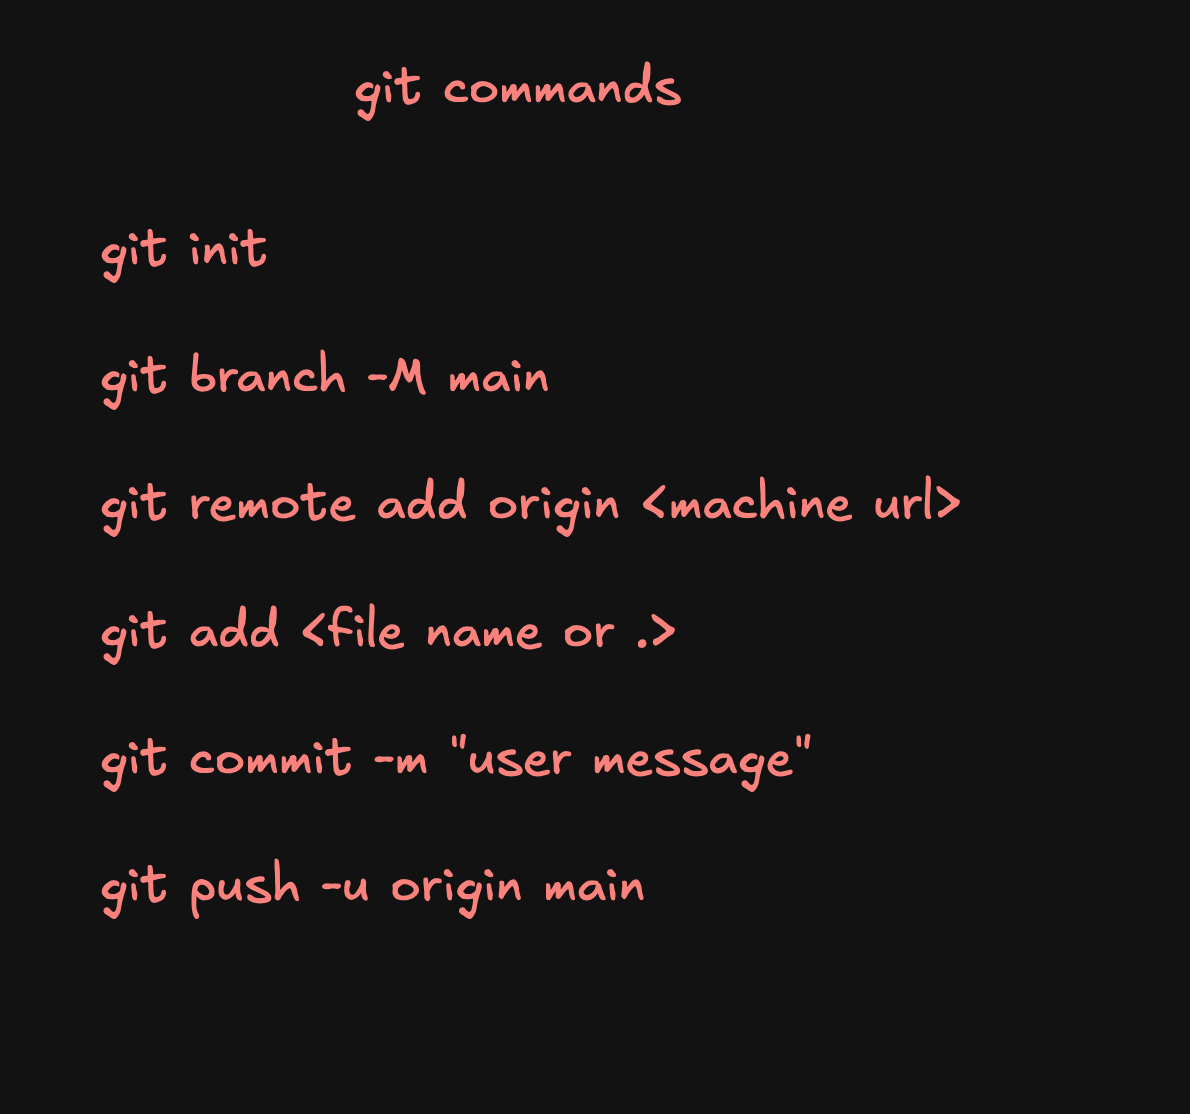 git commands
git init
git branch -M main
git remote add origin <machine url>
git add <file name or .>
git commit -m "user message"
git push -u origin main